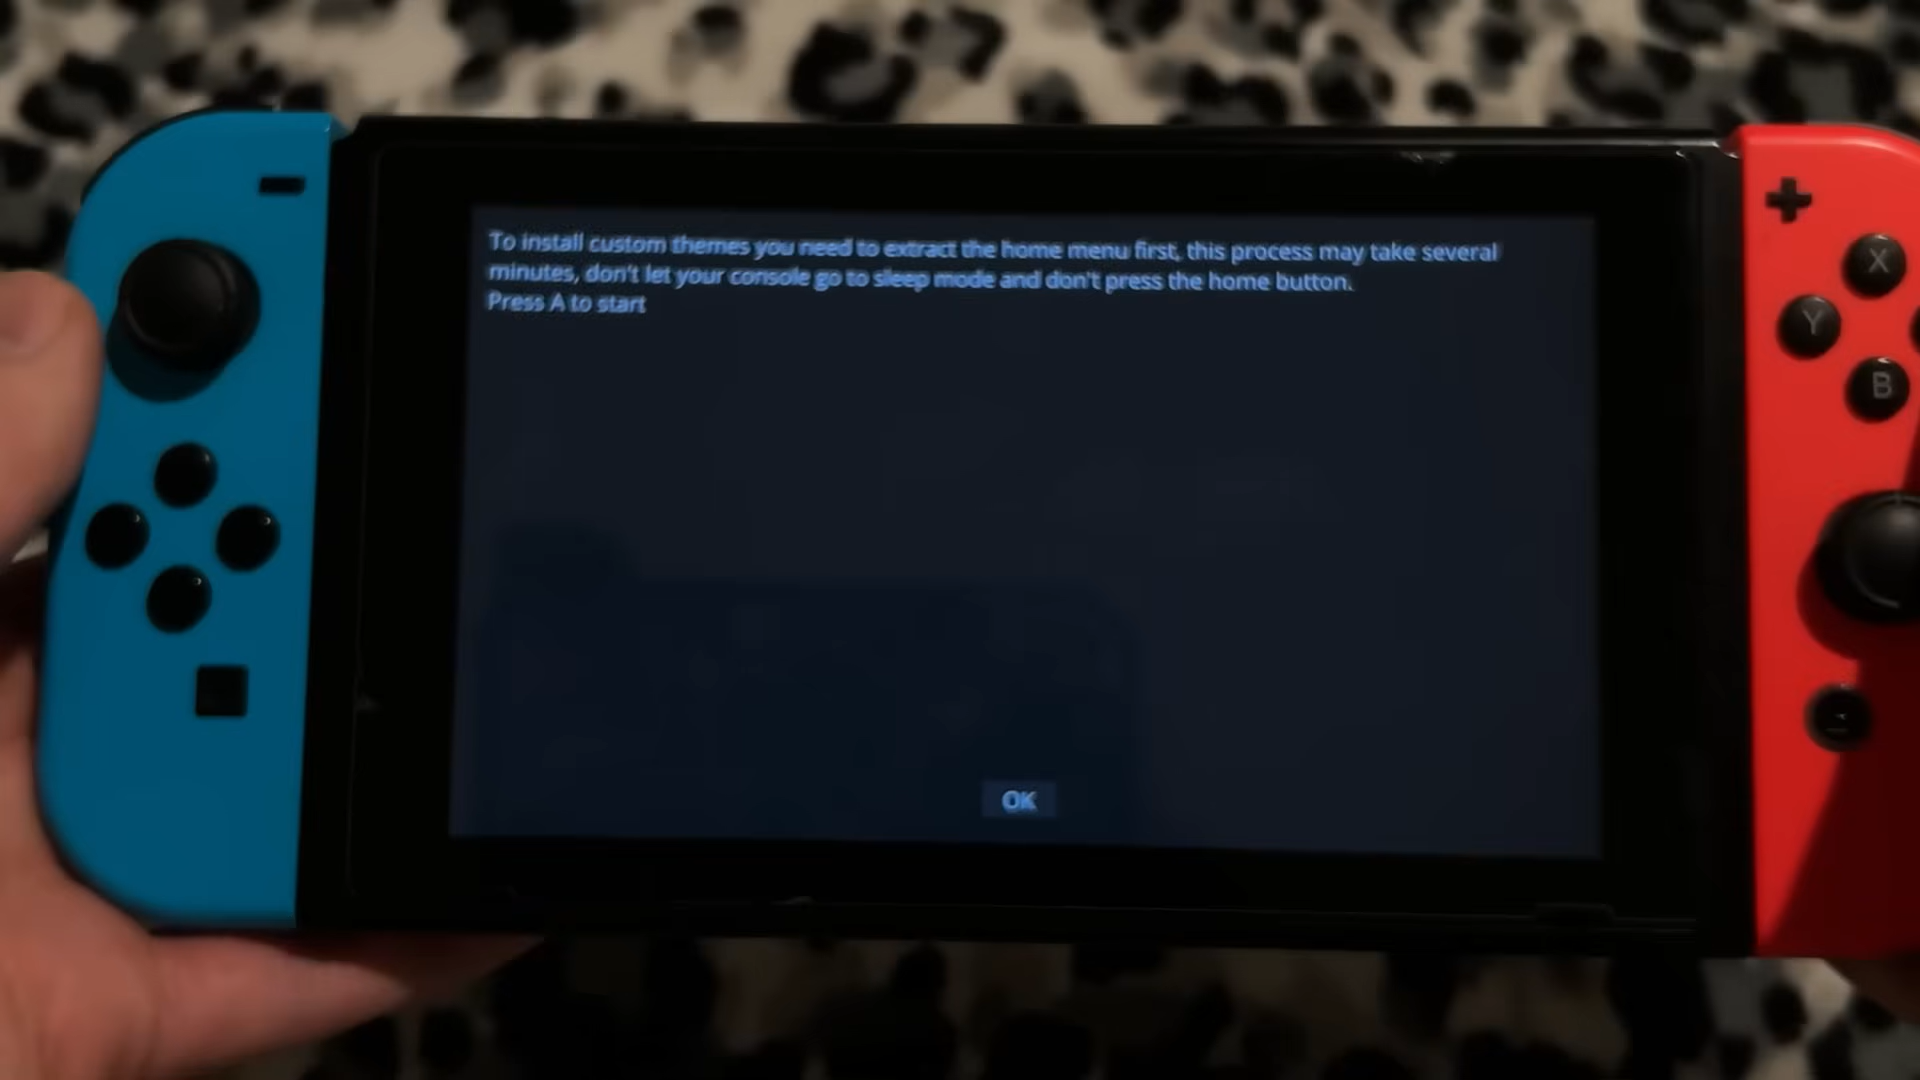 To install custom themes you need to extract the home menu first, this process may take several
minutes, don't let your console go to sleep mode and don't press the home button.
Press A to start
X
Y
B
OK